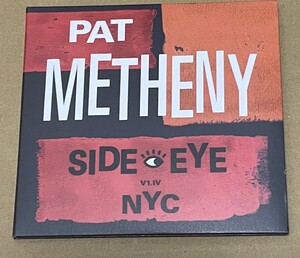 PAT
METHENY
SIDE EYE
V1.IV
NYC